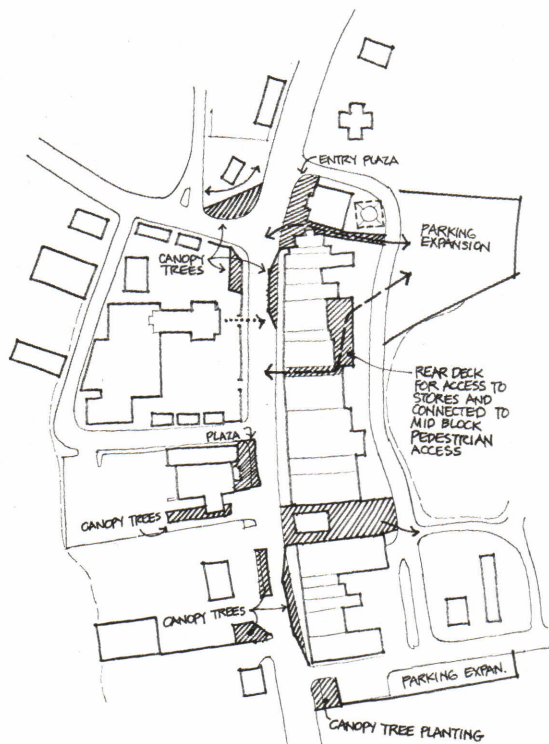 ENTRY PLAZA
PARKING
EXPANSION
CANOPY
TREES
REAR DECK
FOR ACCESS TO
STORES AND
CONNECTED TO
MID BLOCK
PEDESTRIAN
ACCESS
PLAZA
CANOPY TREES
CANOPY TREES
PARKING EXPAN.
CANOPY TREE PLANTING